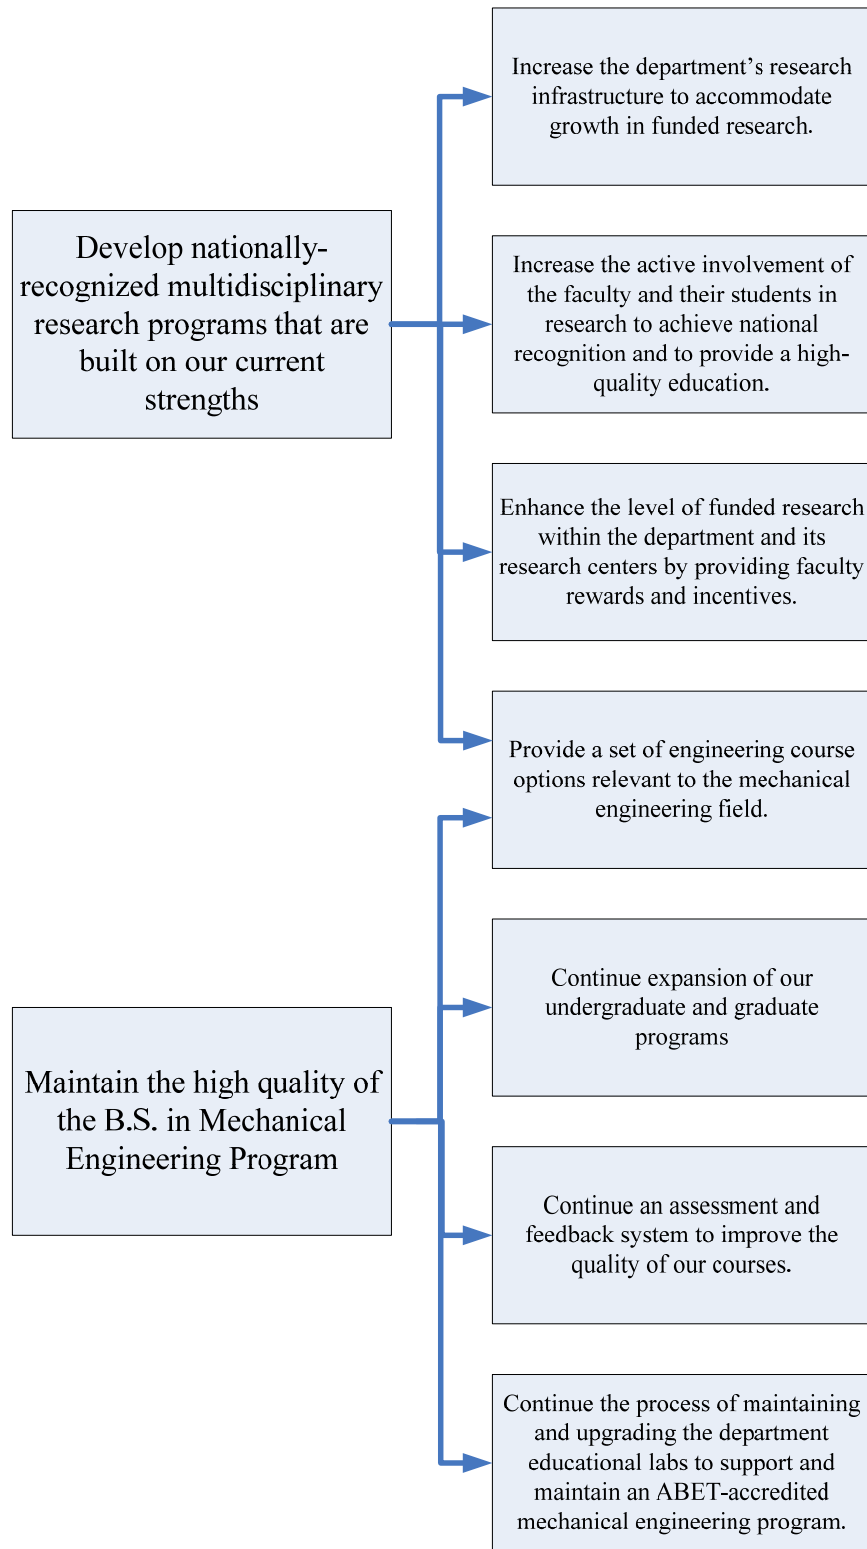 Increase the department’s research
infrastructure to accommodate
growth in funded research.
Develop nationally-
recognized multidisciplinary
research programs that are
built on our current
strengths
Increase the active involvement of
the faculty and their students in
research to achieve national
recognition and to provide a high-
quality education.
Enhance the level of funded research
within the department and its
research centers by providing faculty
rewards and incentives.
Provide a set of engineering course
options relevant to the mechanical
engineering field.
Maintain the high quality of
the B.S. in Mechanical
Engineering Program
Continue expansion of our
undergraduate and graduate
programs
Continue an assessment and
feedback system to improve the
quality of our courses.
Continue the process of maintaining
and upgrading the department
educational labs to support and
maintain an ABET-accredited
mechanical engineering program.